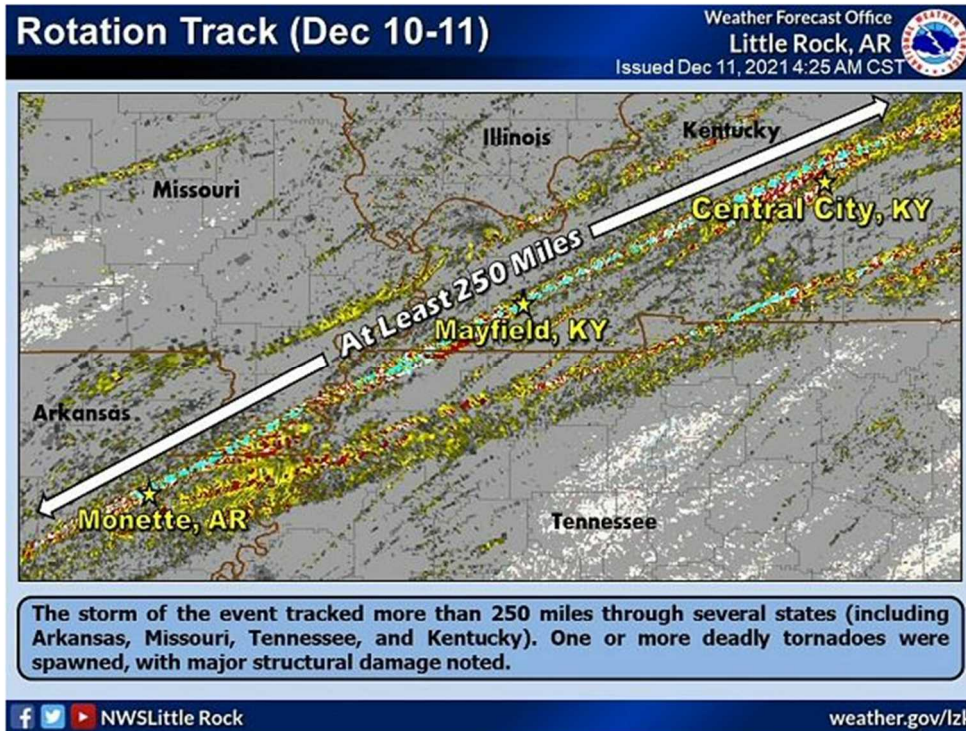 Rotation Track (Dec 10-11)
Weather Forecast Office
Little Rock, AR
Issued Dec 11, 2021 4:25 AM CST
NATIONAL WEATHER SERVICE
Illinois
Kentucky
Missouri
Central City, KY
At Least 250 Miles
Mayfield, KY
Arkansas
Monette, AR
Tennessee
The storm of the event tracked more than 250 miles through several states (including
Arkansas, Missouri, Tennessee, and Kentucky). One or more deadly tornadoes were
spawned, with major structural damage noted.
NWSLittle Rock
weather.gov/lzk